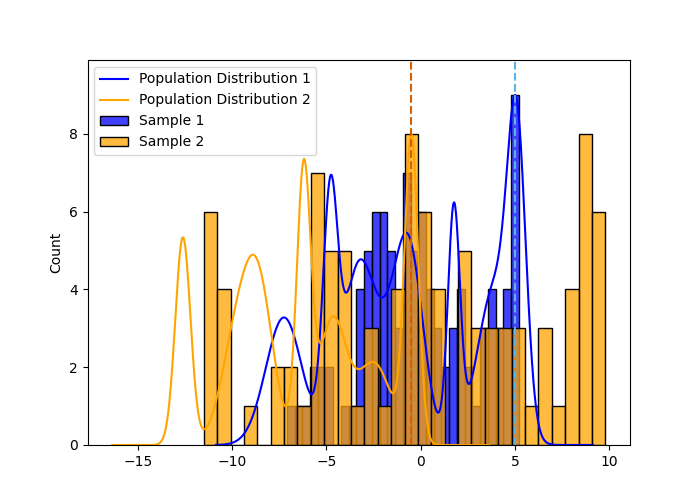 Population Distribution 1
Population Distribution 2
Sample 1
Sample 2
Count
8
6
4
2
0
−15 −10 −5 0 5 10